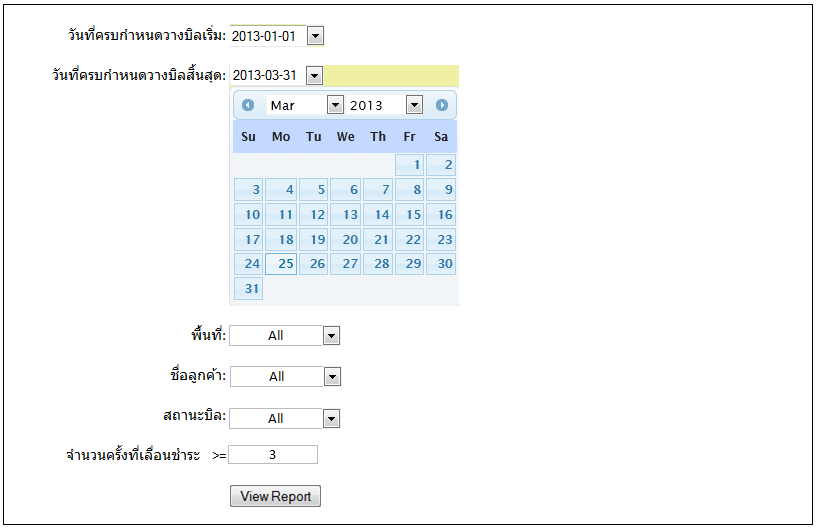 วันที่ครบกำหนดวางบิลเริ่ม: 2013-01-01
วันที่ครบกำหนดวางบิลสิ้นสุด: 2013-03-31
Mar 2013
Su Mo Tu We Th Fr Sa
1 2
3 4 5 6 7 8 9
10 11 12 13 14 15 16
17 18 19 20 21 22 23
24 25 26 27 28 29 30
31
พื้นที่: All
ชื่อลูกค้า: All
สถานะบิล: All
จำนวนครั้งที่เลื่อนชำระ >= 3
View Report